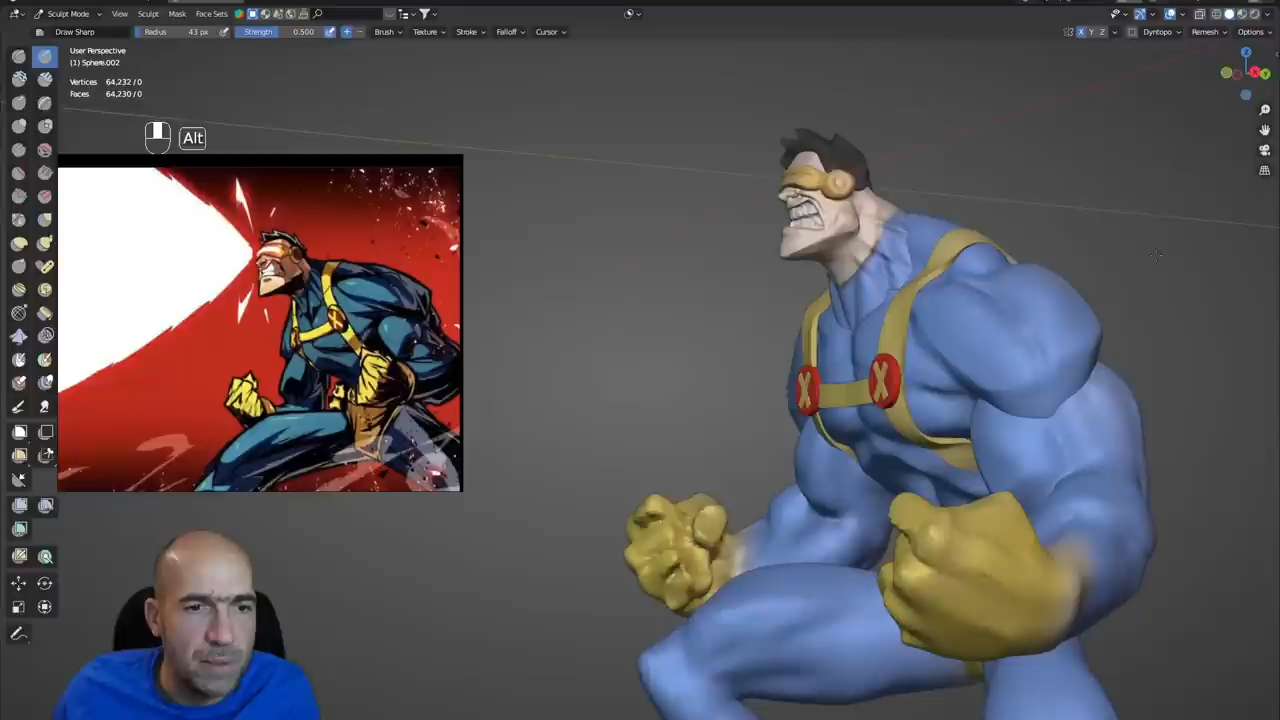 Sculpt Mode View Sculpt Mask Face Sets
Draw Sharp Radius 43 px Strength 0.500 Brush Texture Stroke Falloff Cursor X Y Z Dyntopo Remesh Options
User Perspective
(1) Sphere.002
Vertices 64,232 / 0
Faces 64,230 / 0
Alt
Z
X
Y
X
X